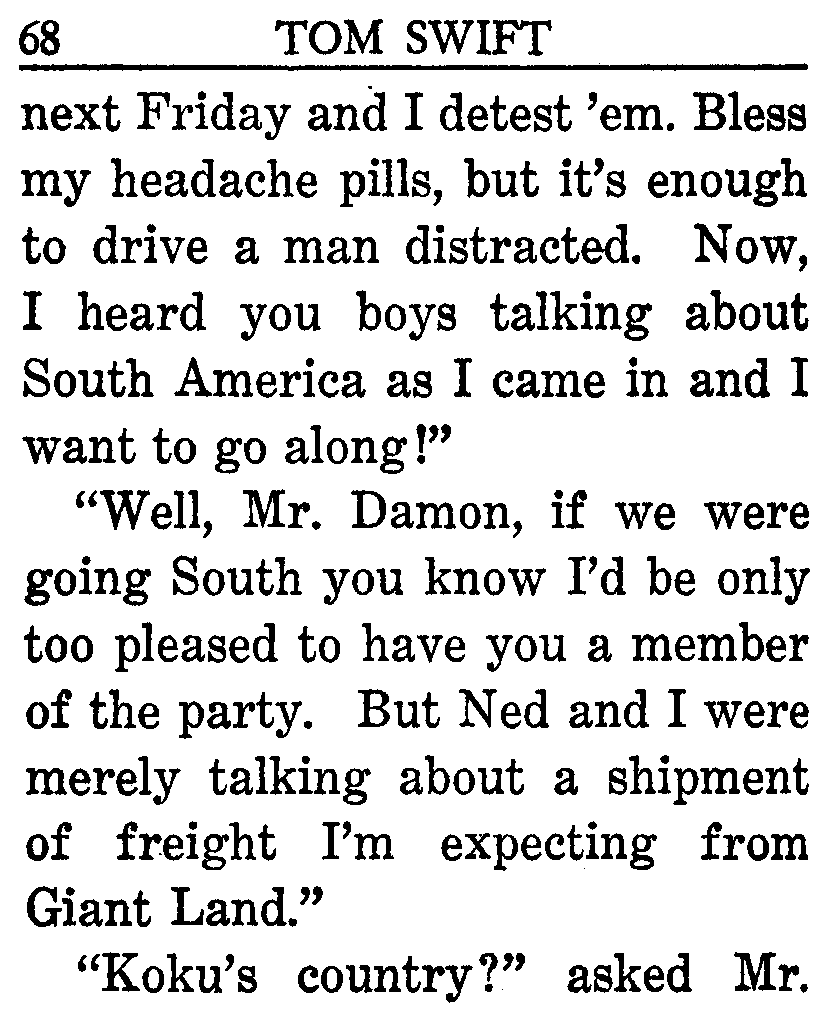 68 TOM SWIFT
next Friday and I detest ’em. Bless
my headache pills, but it’s enough
to drive a man distracted. Now,
I heard you boys talking about
South America as I came in and I
want to go along!”
“Well, Mr. Damon, if we were
going South you know I’d be only
too pleased to have you a member
of the party. But Ned and I were
merely talking about a shipment
of freight I’m expecting from
Giant Land.”
“Koku’s country?” asked Mr.